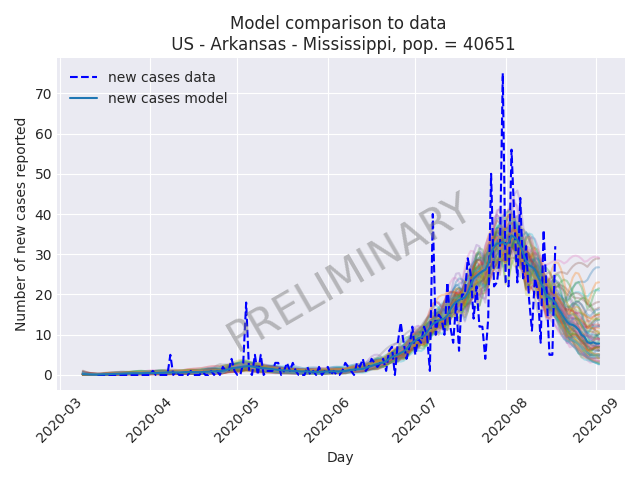 Model comparison to data
US - Arkansas - Mississippi, pop. = 40651
new cases data
new cases model
Number of new cases reported
70
60
50
40
30
20
10
0
PRELIMINARY
2020-03
2020-04
2020-05
2020-06
2020-07
2020-08
2020-09
Day